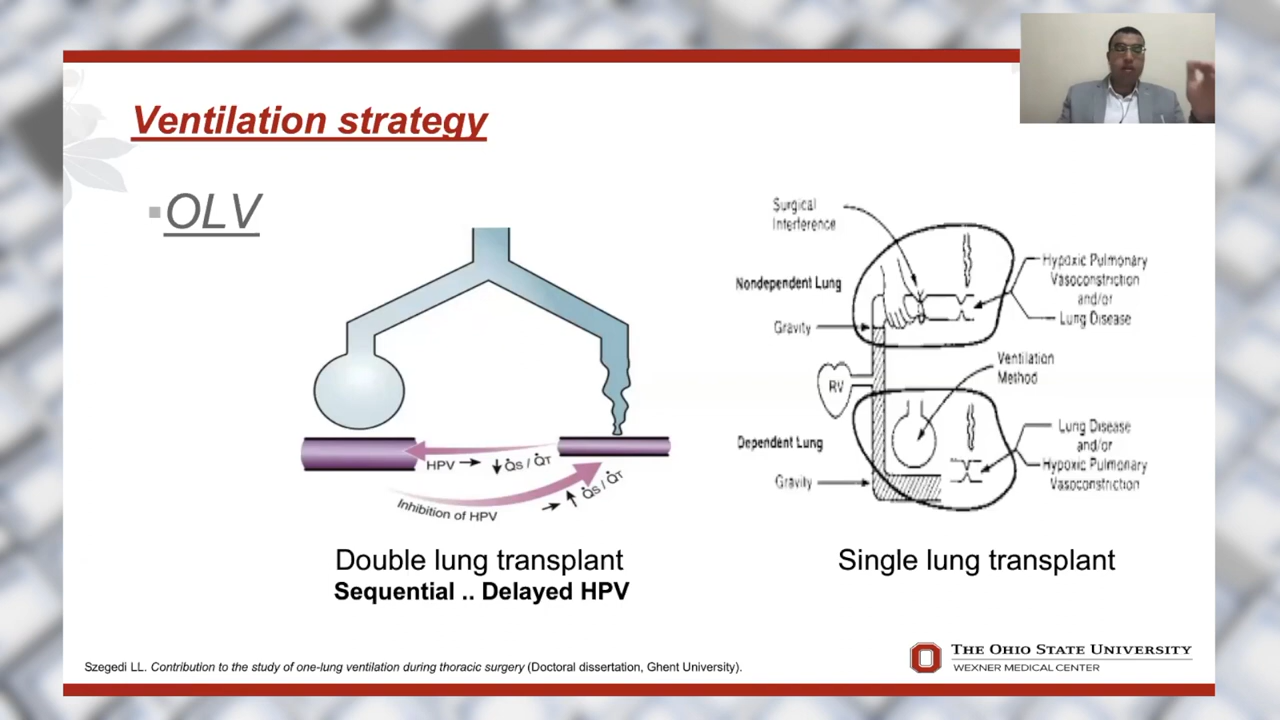 Ventilation strategy
OLV
HPV → ↓Q̇s / Q̇T
Inhibition of HPV → ↑ Q̇s / Q̇T
Double lung transplant
Sequential .. Delayed HPV
Surgical
Interference
Nondependent Lung
Gravity
Hypoxic Pulmonary
Vasoconstriction
and/or
Lung Disease
Ventilation
Method
RV
Dependent Lung
Gravity
Lung Disease
and/or
Hypoxic Pulmonary
Vasoconstriction
Single lung transplant
Szegedi LL. Contribution to the study of one-lung ventilation during thoracic surgery (Doctoral dissertation, Ghent University).
THE OHIO STATE UNIVERSITY
WEXNER MEDICAL CENTER